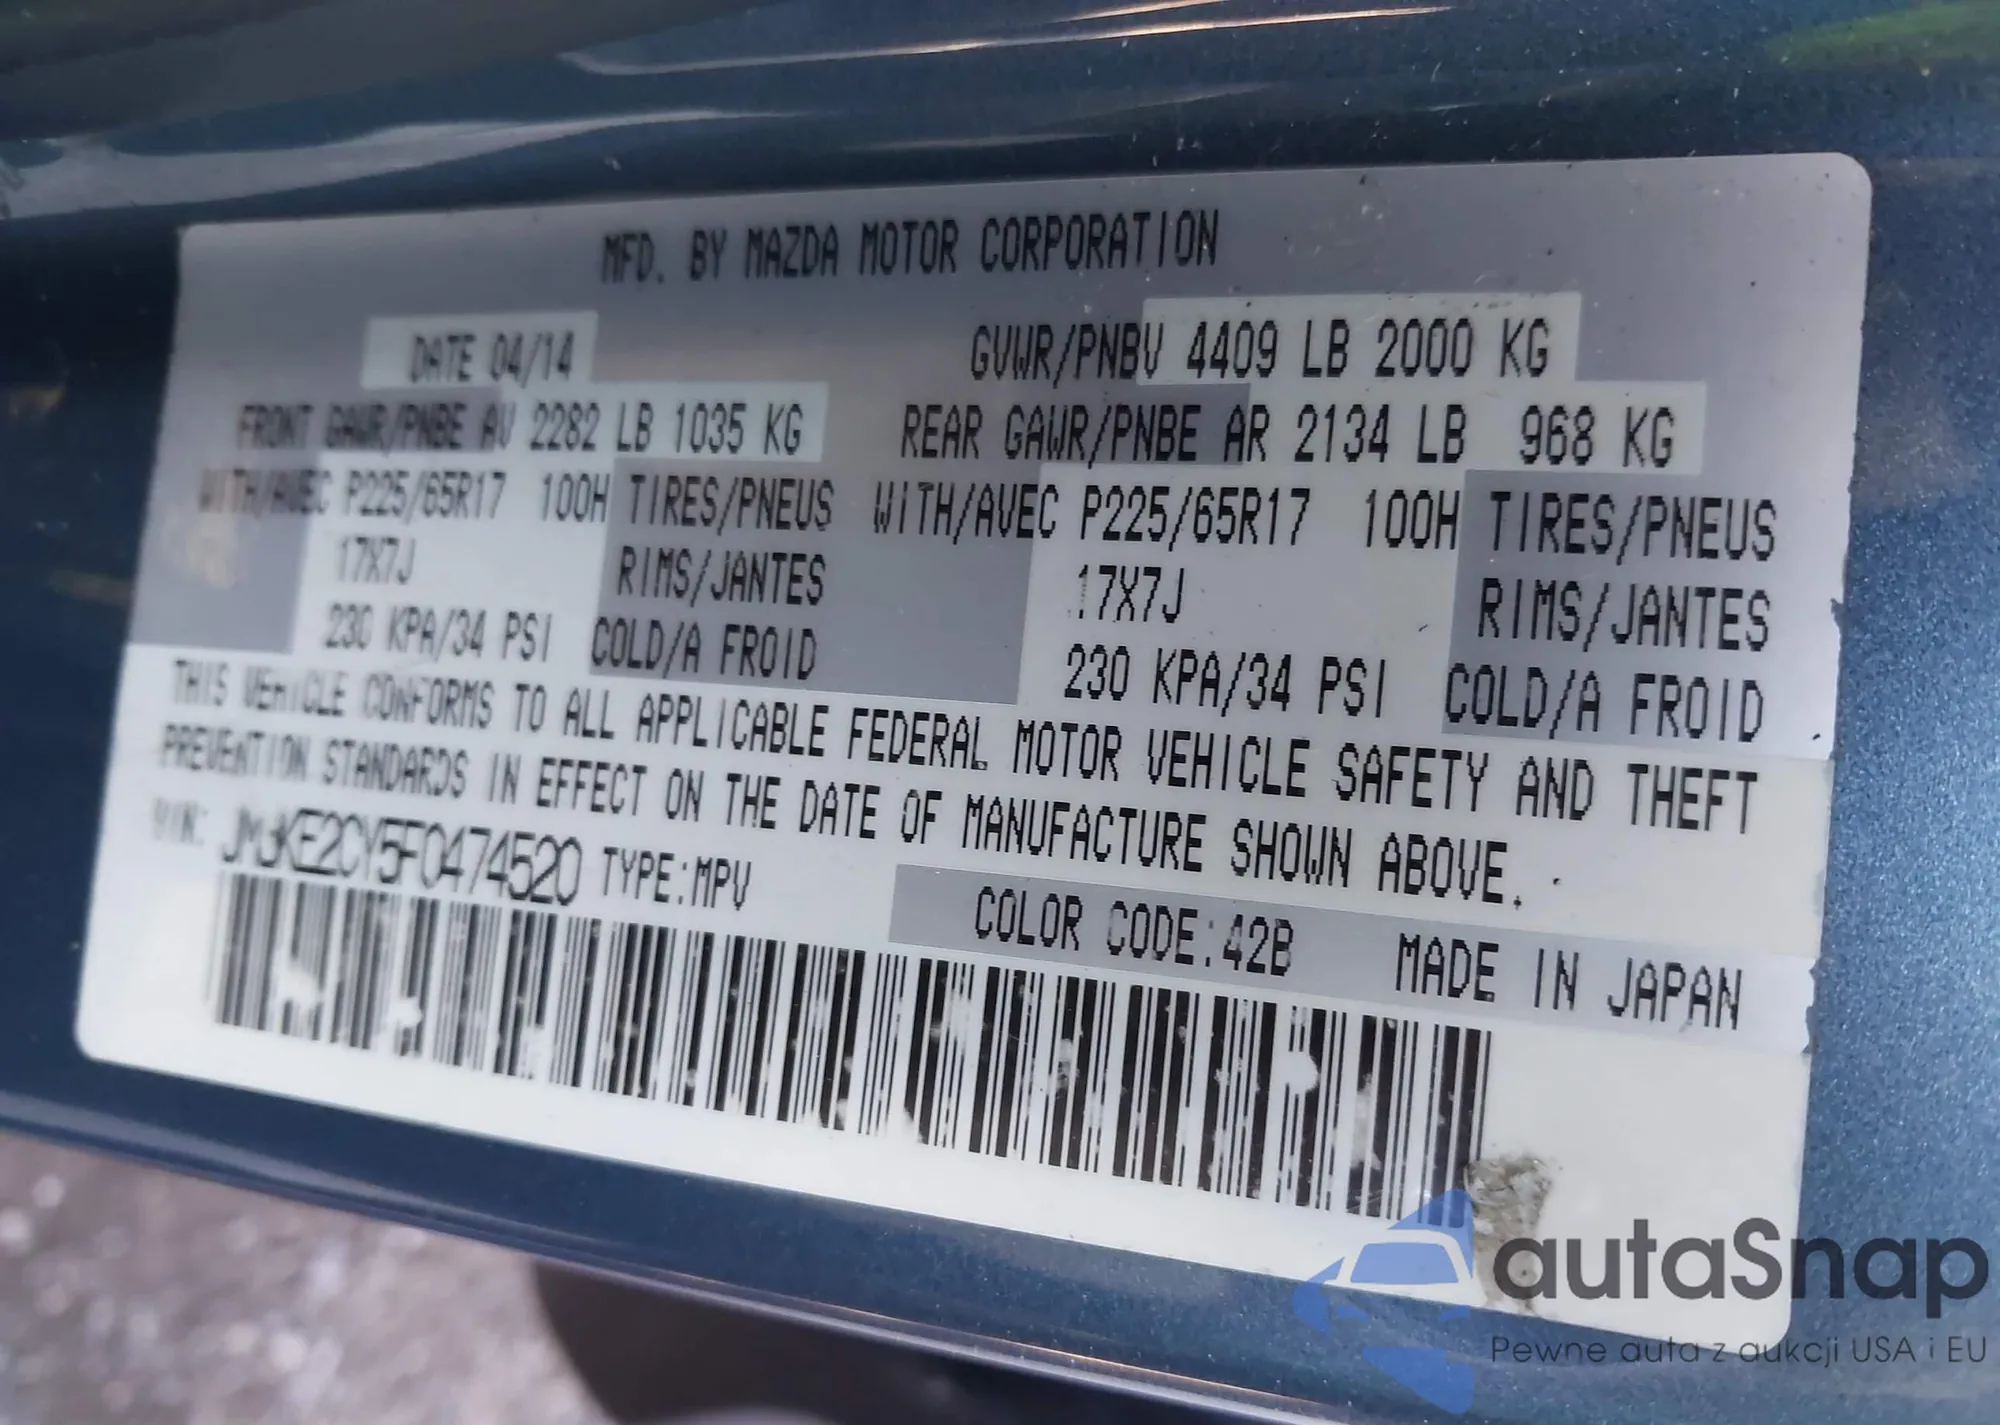 MFD. BY MAZDA MOTOR CORPORATION
DATE 04/14 GVWR/PNBV 4409 LB 2000 KG
FRONT GAWR/PNBE AV 2282 LB 1035 KG REAR GAWR/PNBE AR 2134 LB 968 KG
WITH/AVEC P225/65R17 100H TIRES/PNEUS WITH/AVEC P225/65R17 100H TIRES/PNEUS
17X7J RIMS/JANTES 17X7J RIMS/JANTES
230 KPA/34 PSI COLD/A FROID 230 KPA/34 PSI COLD/A FROID
THIS VEHICLE CONFORMS TO ALL APPLICABLE FEDERAL MOTOR VEHICLE SAFETY AND THEFT
PREVENTION STANDARDS IN EFFECT ON THE DATE OF MANUFACTURE SHOWN ABOVE.
VIN: JM3KE2CY5F0474520 TYPE:MPV
COLOR CODE:42B MADE IN JAPAN
autaSnap
Pewne auta z aukcji USA i EU